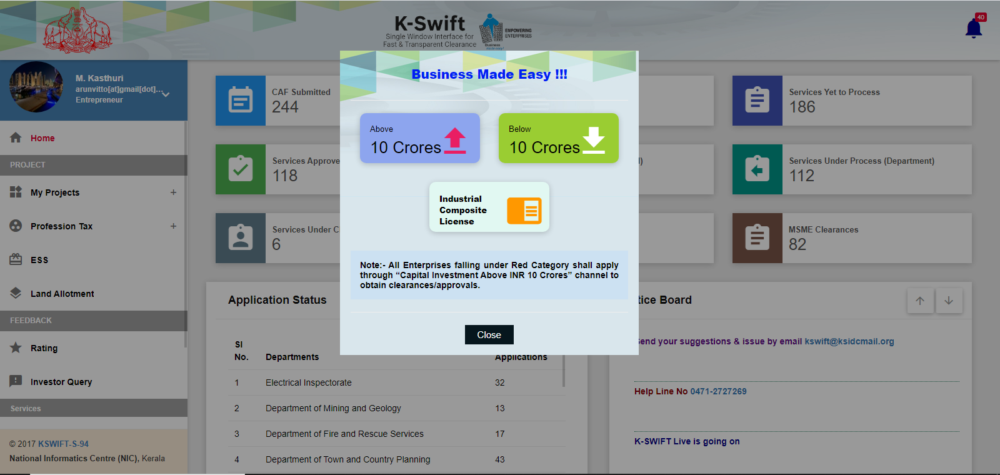 K-Swift
Single Window Interface for
Fast & Transparent Clearance
EMPOWERING
ENTERPRISES
Business
made easy!
40
M. Kasthuri
arunvitto[at]gmail[dot]...
Entrepreneur
Home
PROJECT
My Projects +
Profession Tax +
ESS
Land Allotment
FEEDBACK
Rating
Investor Query
Services
© 2017 KSWIFT-S-94
National Informatics Centre (NIC), Kerala
CAF Submitted
244
Services Yet to Process
186
Services Approve
118
Services Under Process (Department)
112
Services Under C
6
MSME Clearances
82
Business Made Easy !!!
Above
10 Crores
Below
10 Crores
Industrial
Composite
License
Note:- All Enterprises falling under Red Category shall apply
through “Capital Investment Above INR 10 Crores” channel to
obtain clearances/approvals.
Close
Application Status
Sl
No. Departments Applications
1 Electrical Inspectorate 32
2 Department of Mining and Geology 13
3 Department of Fire and Rescue Services 17
4 Department of Town and Country Planning 43
tice Board
Send your suggestions & issue by email kswift@ksidcmail.org
Help Line No 0471-2727269
K-SWIFT Live is going on